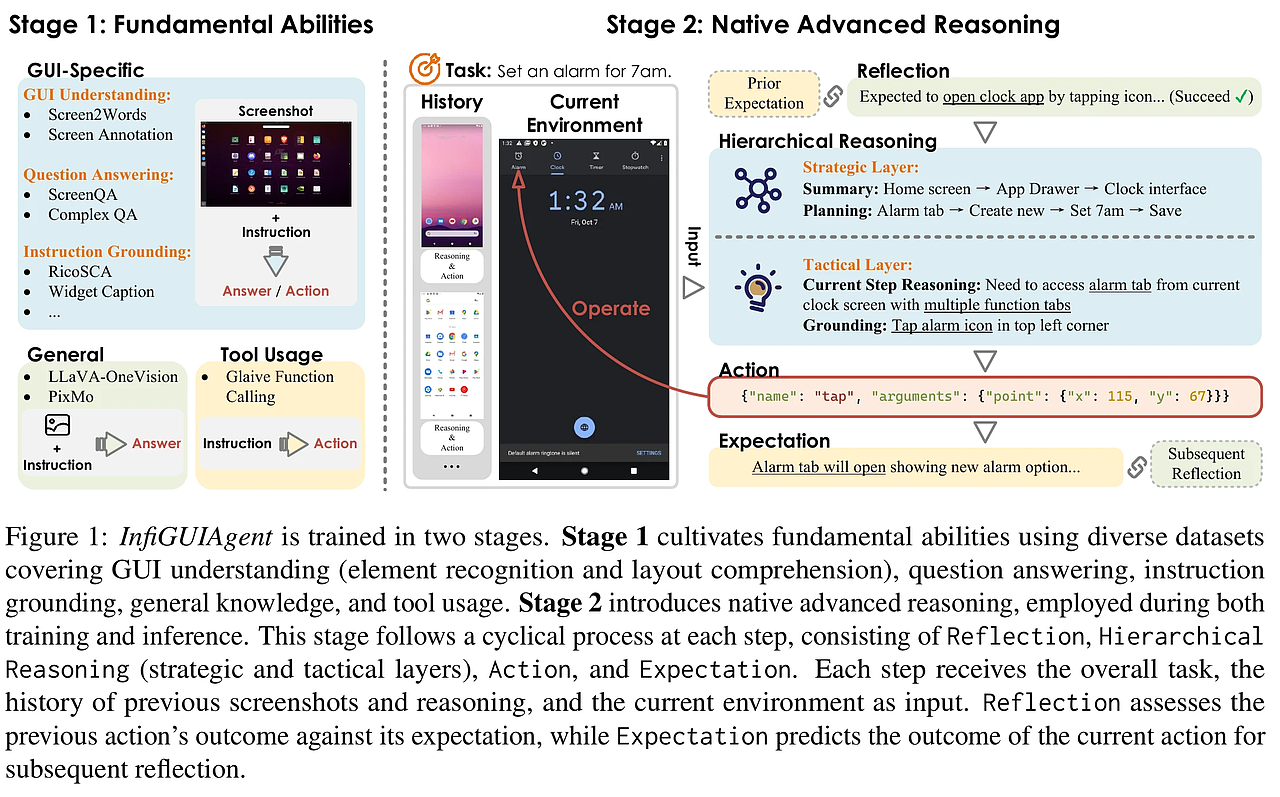 Stage 1: Fundamental Abilities
GUI-Specific
GUI Understanding:
• Screen2Words
• Screen Annotation
Question Answering:
• ScreenQA
• Complex QA
Instruction Grounding:
• RicoSCA
• Widget Caption
• ...
Screenshot
+
Instruction
Answer / Action
General
• LLaVA-OneVision
• PixMo
+
Instruction
Answer
Tool Usage
• Glaive Function
Calling
Instruction
Action
Stage 2: Native Advanced Reasoning
Task: Set an alarm for 7am.
History
Reasoning
&
Action
Reasoning
&
Action
...
Current
Environment
1:32
Alarm
Clock
Timer
Stopwatch
1:32 AM
Fri, Oct 7
Operate
Default alarm ringtone is silent
SETTINGS
Input
Prior
Expectation
Reflection
Expected to open clock app by tapping icon... (Succeed ✓)
Hierarchical Reasoning
Strategic Layer:
Summary: Home screen → App Drawer → Clock interface
Planning: Alarm tab → Create new → Set 7am → Save
Tactical Layer:
Current Step Reasoning: Need to access alarm tab from current
clock screen with multiple function tabs
Grounding: Tap alarm icon in top left corner
Action
{"name": "tap", "arguments": {"point": {"x": 115, "y": 67}}}
Expectation
Alarm tab will open showing new alarm option...
Subsequent
Reflection
Figure 1: InfiGUIAgent is trained in two stages. Stage 1 cultivates fundamental abilities using diverse datasets
covering GUI understanding (element recognition and layout comprehension), question answering, instruction
grounding, general knowledge, and tool usage. Stage 2 introduces native advanced reasoning, employed during both
training and inference. This stage follows a cyclical process at each step, consisting of Reflection, Hierarchical
Reasoning (strategic and tactical layers), Action, and Expectation. Each step receives the overall task, the
history of previous screenshots and reasoning, and the current environment as input. Reflection assesses the
previous action's outcome against its expectation, while Expectation predicts the outcome of the current action for
subsequent reflection.